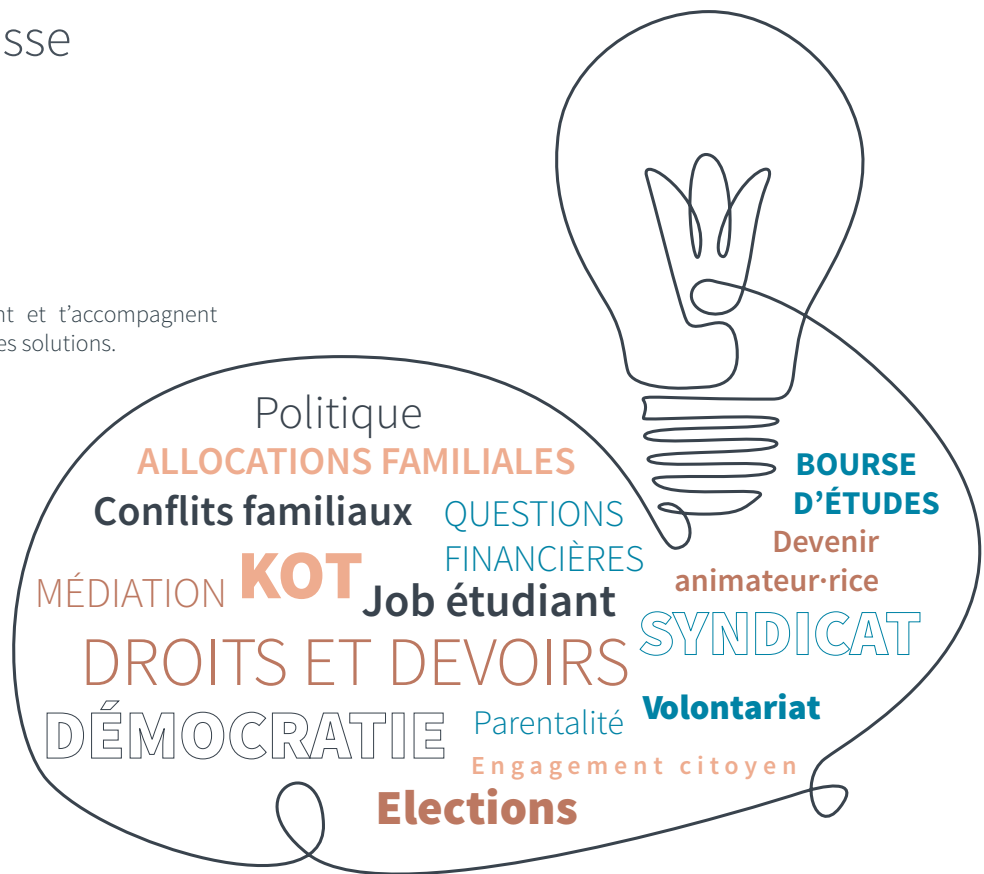 sse
nt et t'accompagnent
es solutions.
Politique
ALLOCATIONS FAMILIALES
Conflits familiaux
QUESTIONS
FINANCIÈRES
BOURSE
D'ÉTUDES
Devenir
animateur·rice
MÉDIATION
KOT
Job étudiant
SYNDICAT
DROITS ET DEVOIRS
DÉMOCRATIE
Parentalité
Volontariat
Engagement citoyen
Elections